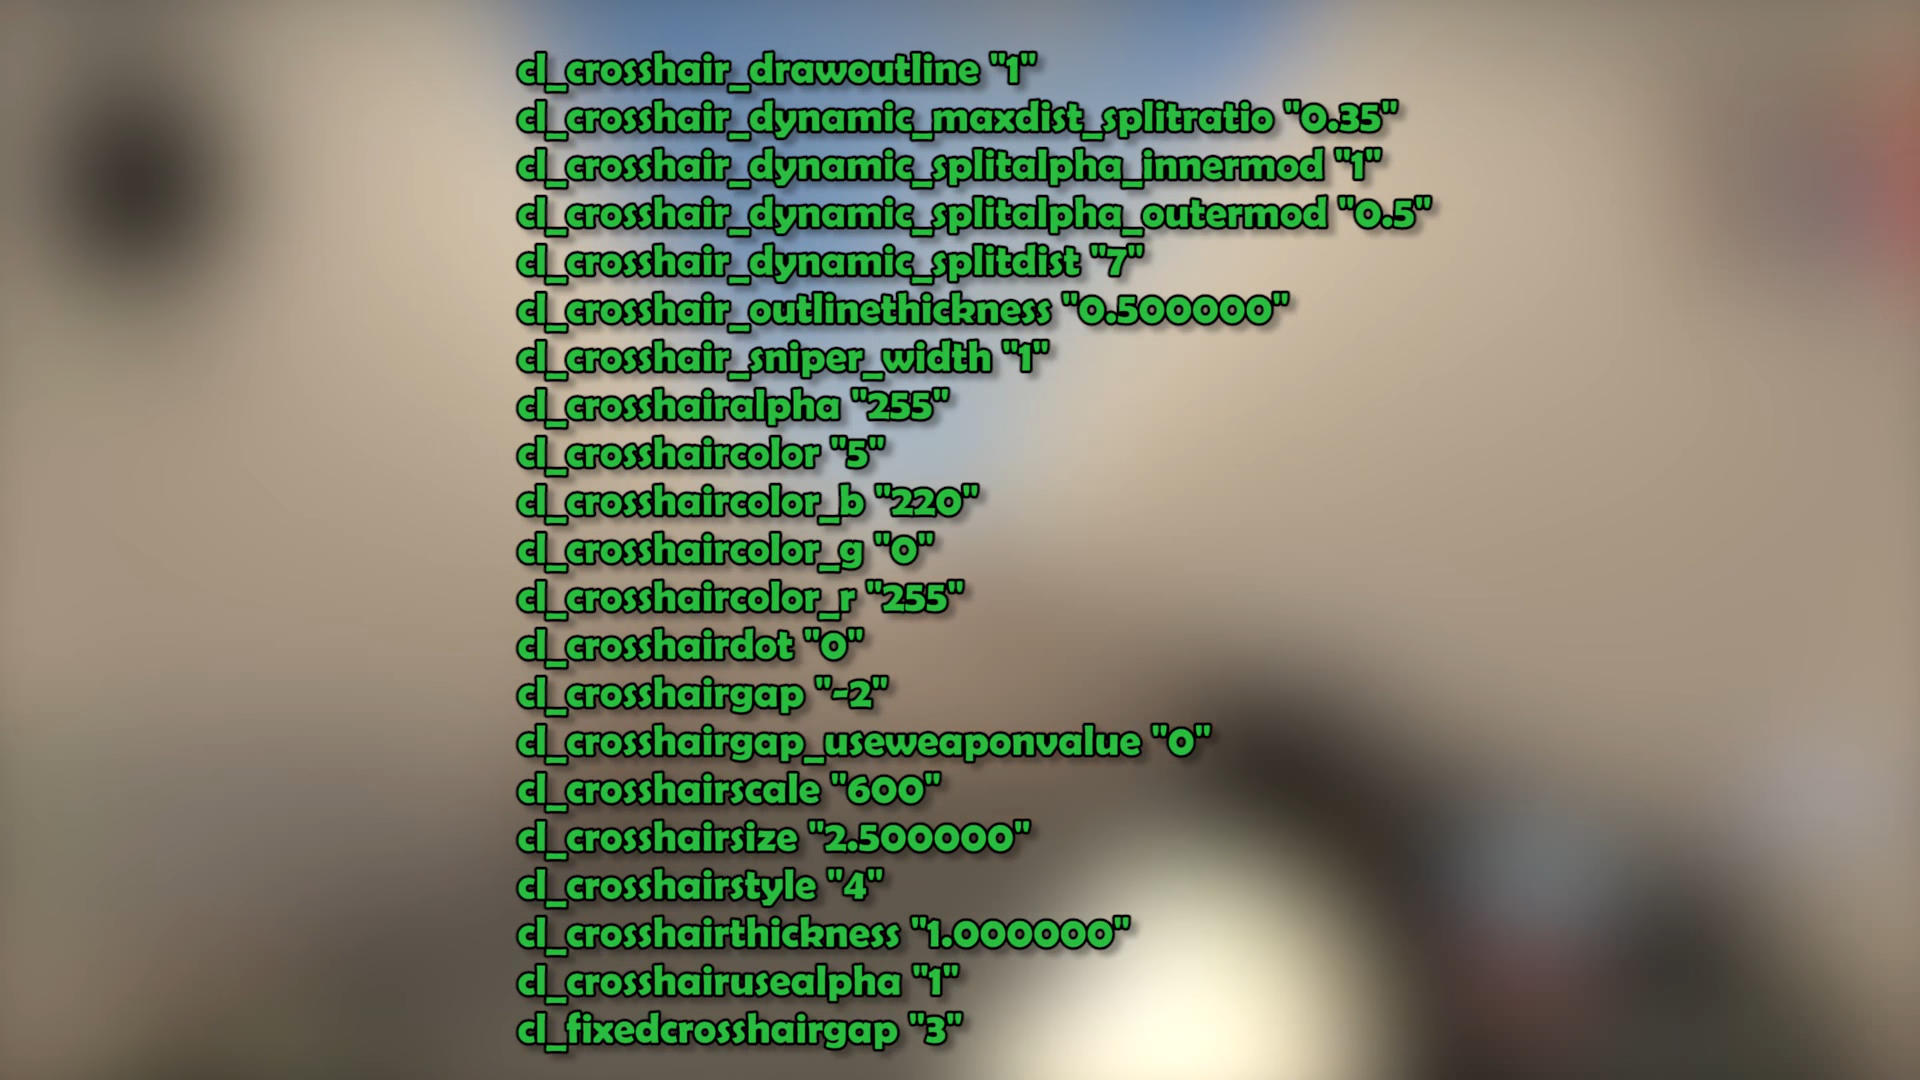 cl_crosshair_drawoutline "1"
cl_crosshair_dynamic_maxdist_splitratio "0.35"
cl_crosshair_dynamic_splitalpha_innermod "1"
cl_crosshair_dynamic_splitalpha_outermod "0.5"
cl_crosshair_dynamic_splitdist "7"
cl_crosshair_outlinethickness "0.500000"
cl_crosshair_sniper_width "1"
cl_crosshairalpha "255"
cl_crosshaircolor "5"
cl_crosshaircolor_b "220"
cl_crosshaircolor_g "0"
cl_crosshaircolor_r "255"
cl_crosshairdot "0"
cl_crosshairgap "-2"
cl_crosshairgap_useweaponvalue "0"
cl_crosshairscale "600"
cl_crosshairsize "2.500000"
cl_crosshairstyle "4"
cl_crosshairthickness "1.000000"
cl_crosshairusealpha "1"
cl_fixedcrosshairgap "3"